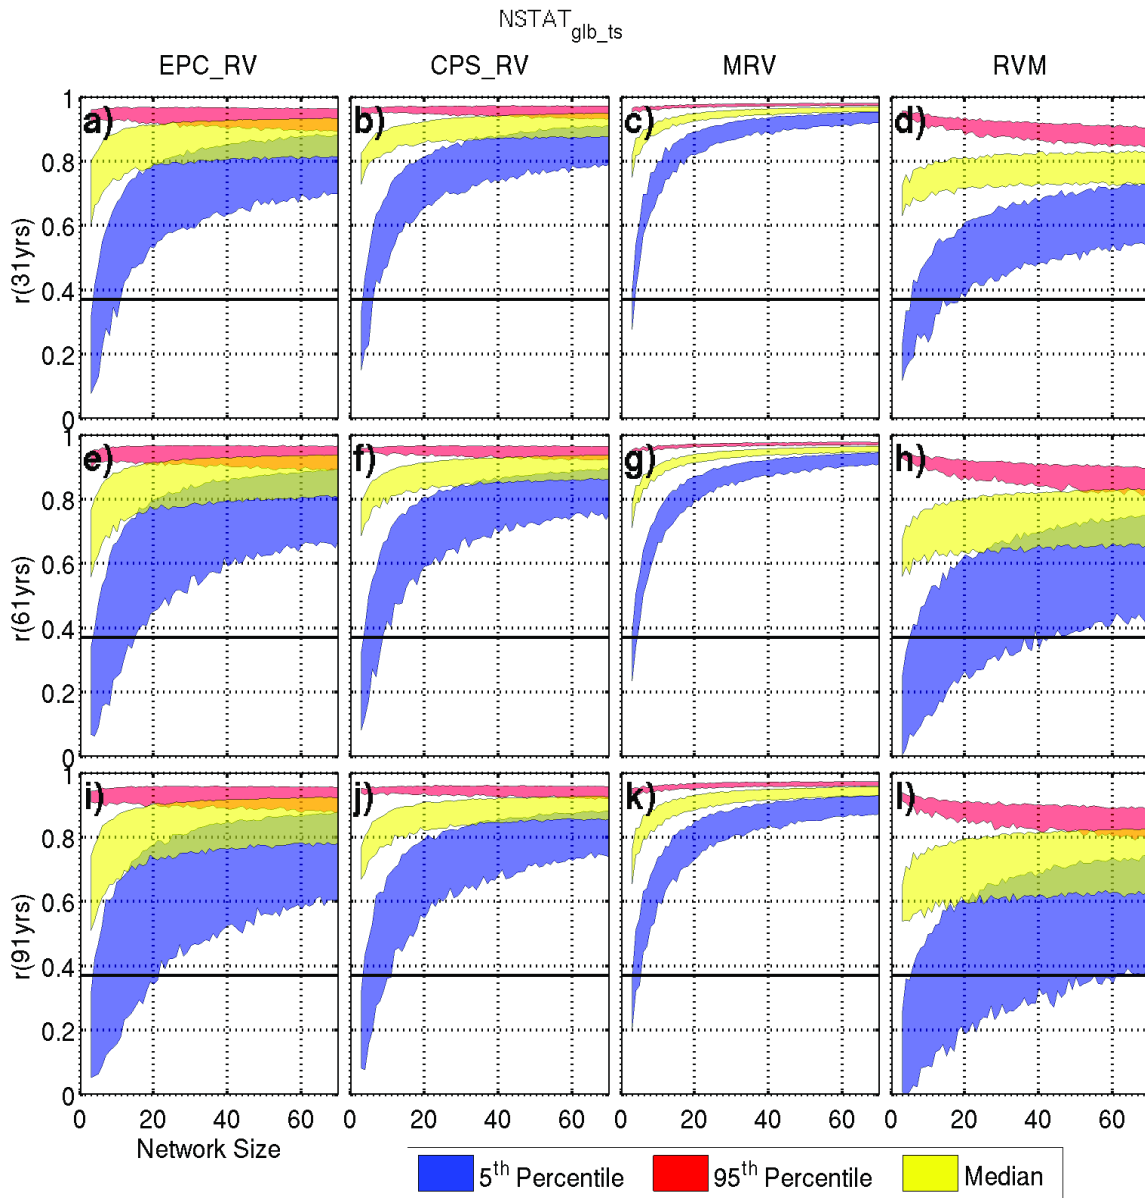 NSTAT_glb_ts
EPC_RV CPS_RV MRV RVM
r(31yrs)
1
0.8
0.6
0.4
0.2
0
a) b) c) d)
r(61yrs)
1
0.8
0.6
0.4
0.2
0
e) f) g) h)
r(91yrs)
1
0.8
0.6
0.4
0.2
0
i) j) k) l)
0 20 40 60 0 20 40 60 0 20 40 60 0 20 40 60
Network Size
5th Percentile 95th Percentile Median